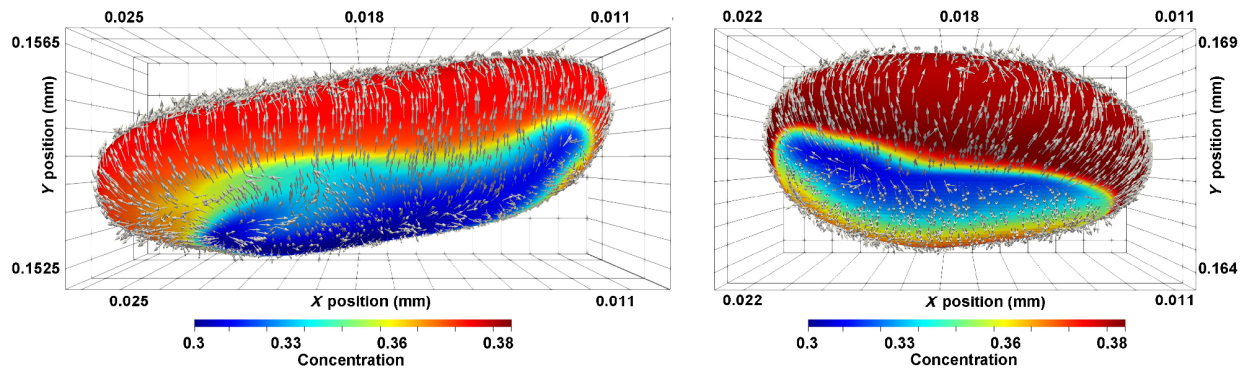 0.025 0.018 0.011
0.1565
Y position (mm)
0.1525
0.025 X position (mm) 0.011
0.3 0.33 0.36 0.38
Concentration
0.022 0.018 0.011
0.169
Y position (mm)
0.164
0.022 X position (mm) 0.011
0.3 0.33 0.36 0.38
Concentration